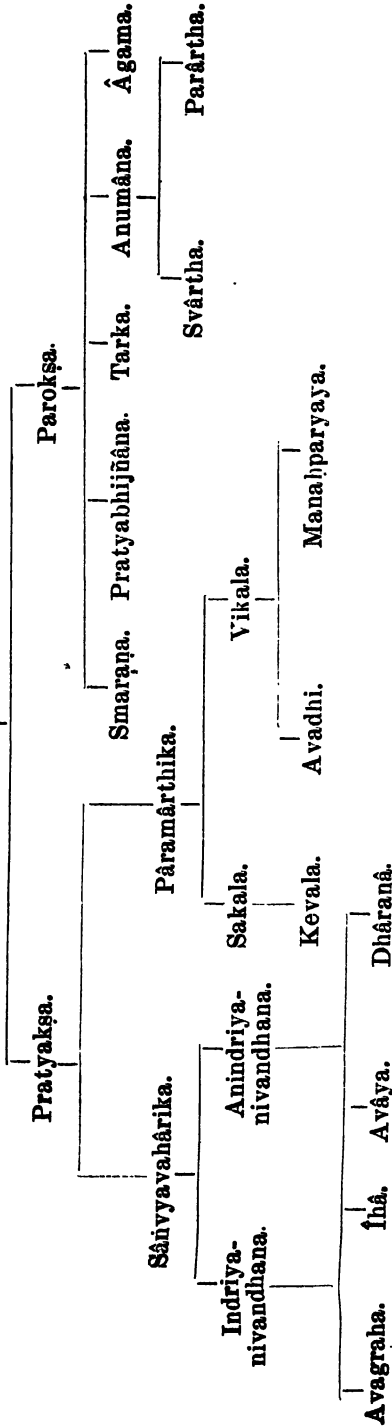 Pratyakṣa.
Parokṣa.
Sâṅvyavahârika.
Pâramârthika.
Smaraṇa.
Pratyabhijñâna.
Tarka.
Anumâna.
Âgama.
Indriya-
nivandhana.
Anindriya-
nivandhana.
Sakala.
Vikala.
Svârtha.
Parârtha.
Kevala.
Avadhi.
Manaḥparyaya.
Avagraha.
Îhâ.
Avâya.
Dhâraṇâ.